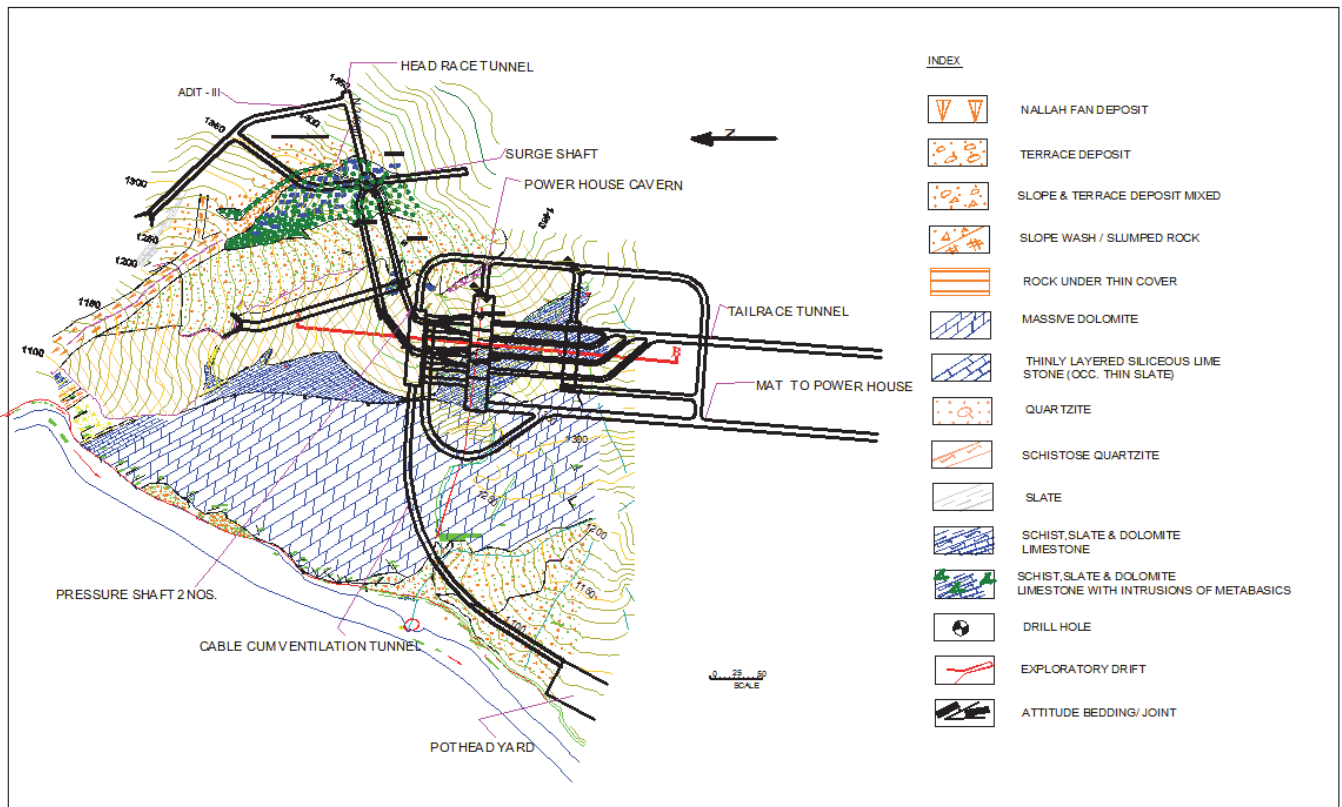 HEAD RACE TUNNEL
ADIT - III
1450
1400
1350
1300
1250
1200
1150
1100
SURGE SHAFT
POWER HOUSE CAVERN
N
TAILRACE TUNNEL
B
MAT TO POWER HOUSE
1300
1250
1200
1150
1100
PRESSURE SHAFT 2 NOS.
CABLE CUM VENTILATION TUNNEL
POTHEAD YARD
0 25 50
SCALE
INDEX
NALLAH FAN DEPOSIT
TERRACE DEPOSIT
SLOPE & TERRACE DEPOSIT MIXED
SLOPE WASH / SLUMPED ROCK
ROCK UNDER THIN COVER
MASSIVE DOLOMITE
THINLY LAYERED SILICEOUS LIME
STONE (OCC. THIN SLATE)
QUARTZITE
SCHISTOSE QUARTZITE
SLATE
SCHIST,SLATE & DOLOMITE
LIMESTONE
SCHIST,SLATE & DOLOMITE
LIMESTONE WITH INTRUSIONS OF METABASICS
DRILL HOLE
EXPLORATORY DRIFT
ATTITUDE BEDDING/ JOINT